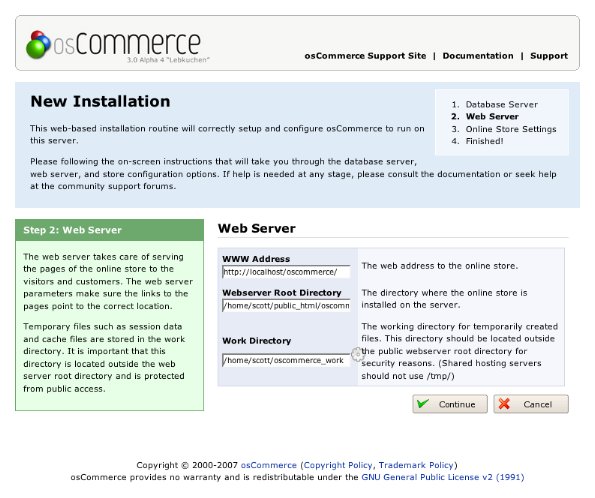 osCommerce
3.0 Alpha 4 "Lebkuchen"
osCommerce Support Site | Documentation | Support
New Installation
This web-based installation routine will correctly setup and configure osCommerce to run on
this server.
Please following the on-screen instructions that will take you through the database server,
web server, and store configuration options. If help is needed at any stage, please consult the documentation or seek help
at the community support forums.
1. Database Server
2. Web Server
3. Online Store Settings
4. Finished!
Step 2: Web Server
The web server takes care of serving
the pages of the online store to the
visitors and customers. The web server
parameters make sure the links to the
pages point to the correct location.
Temporary files such as session data
and cache files are stored in the work
directory. It is important that this
directory is located outside the web
server root directory and is protected
from public access.
Web Server
WWW Address
http://localhost/oscommerce/
The web address to the online store.
Webserver Root Directory
/home/scott/public_html/oscomn
The directory where the online store is
installed on the server.
Work Directory
/home/scott/oscommerce_work
The working directory for temporarily created
files. This directory should be located outside
the public webserver root directory for
security reasons. (Shared hosting servers
should not use /tmp/)
Continue
Cancel
Copyright © 2000-2007 osCommerce (Copyright Policy, Trademark Policy)
osCommerce provides no warranty and is redistributable under the GNU General Public License v2 (1991)